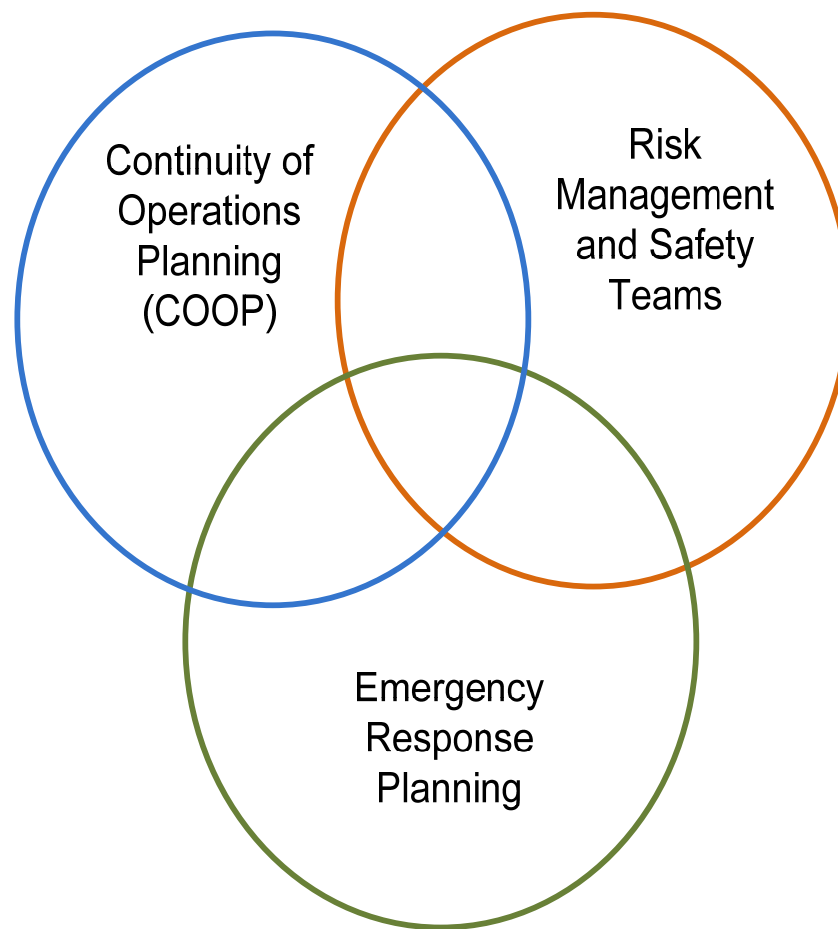 Continuity of
Operations
Planning
(COOP)
Risk
Management
and Safety
Teams
Emergency
Response
Planning